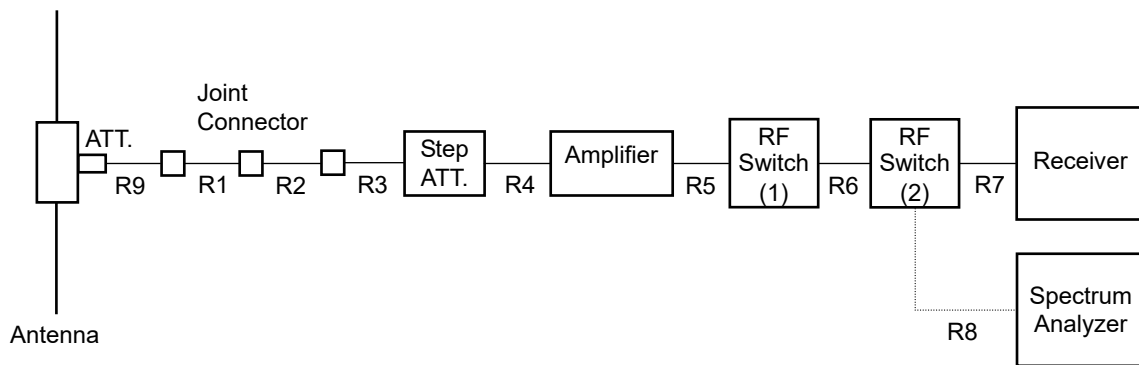 Joint
Connector
ATT.
R9
R1
R2
R3
Step
ATT.
R4
Amplifier
R5
RF
Switch
(1)
R6
RF
Switch
(2)
R7
Receiver
Spectrum
Analyzer
R8
Antenna